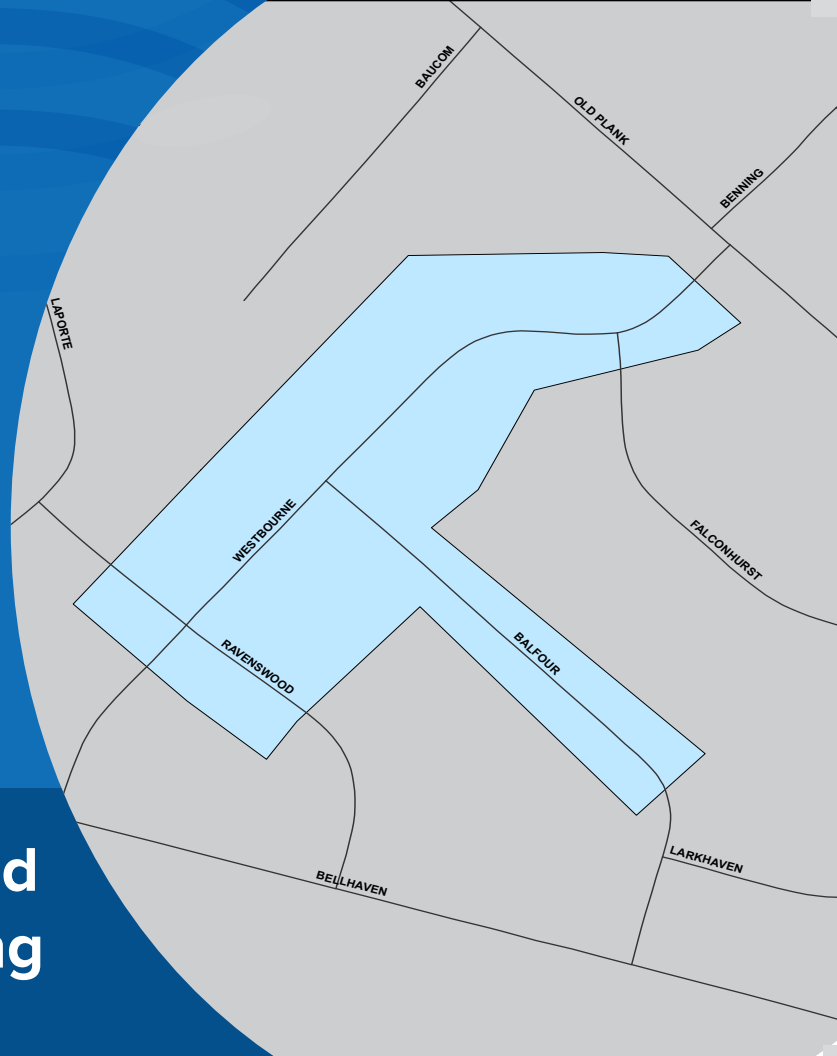 BAUCOM
OLD PLANK
BENNING
LAPORTE
WESTBOURNE
FALCONHURST
RAVENSWOOD
BALFOUR
LARKHAVEN
BELLHAVEN
d
ng